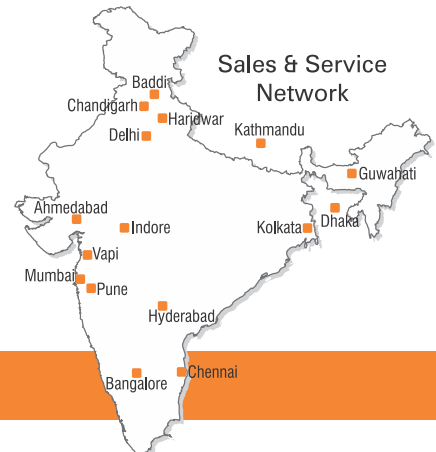 Sales & Service
Network
Baddi
Chandigarh
Haridwar
Delhi
Kathmandu
Guwahati
Ahmedabad
Indore
Kolkata
Dhaka
Vapi
Mumbai
Pune
Hyderabad
Bangalore
Chennai